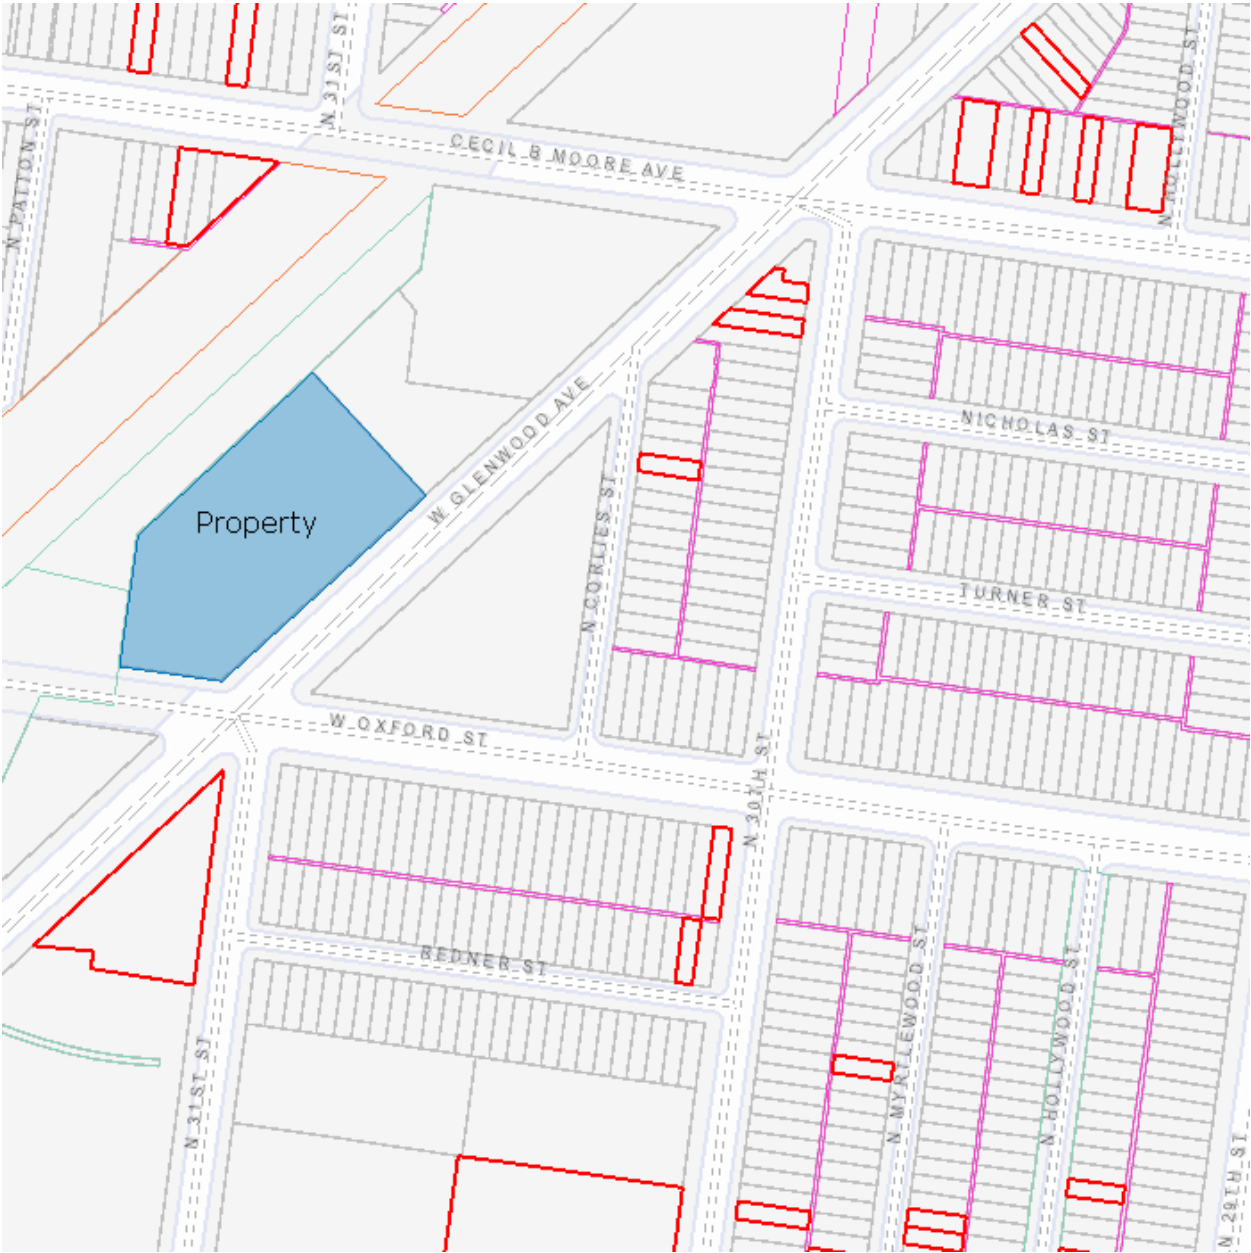 N 31ST ST
N HOLLYWOOD ST
N PATTON ST
CECIL B MOORE AVE
W GLENWOOD AVE
NICHOLAS ST
Property
N CORLIES ST
TURNER ST
W OXFORD ST
N 30TH ST
REDNER ST
N MYRTLEWOOD ST
N HOLLYWOOD ST
N 31ST ST
N 29TH ST